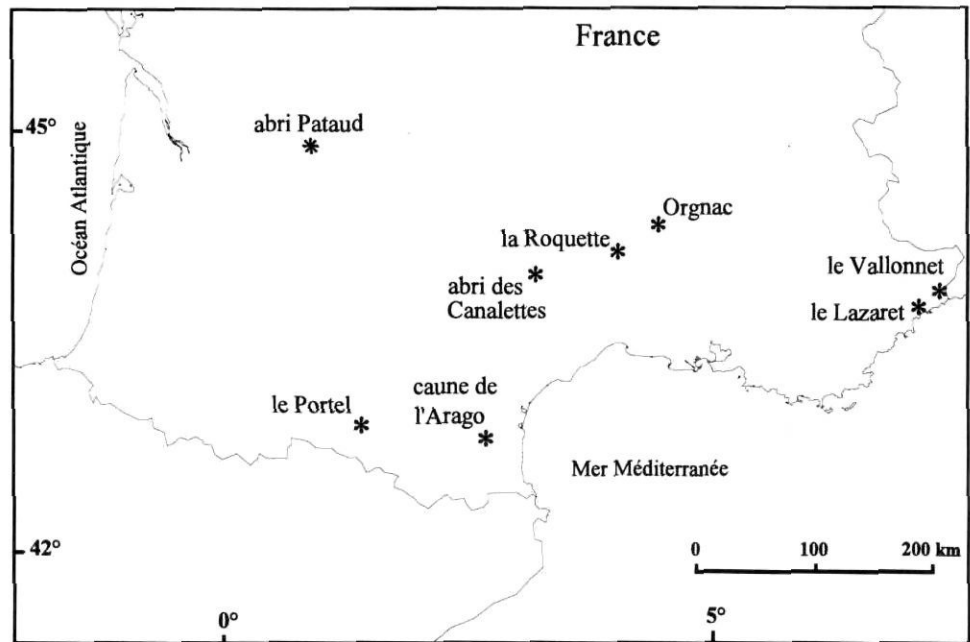 France
45°
Océan Atlantique
abri Pataud
Orgnac
la Roquette
le Vallonnet
abri des
Canalettes
le Lazaret
caune de
l'Arago
le Portel
Mer Méditerranée
42°
0 100 200 km
0° 5°